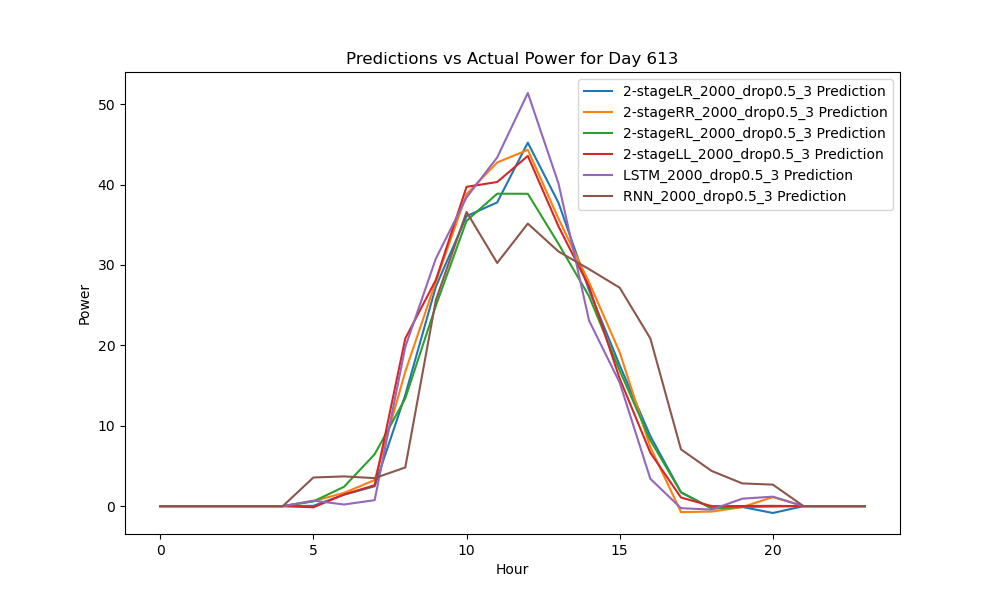 Predictions vs Actual Power for Day 613
2-stageLR_2000_drop0.5_3 Prediction
2-stageRR_2000_drop0.5_3 Prediction
2-stageRL_2000_drop0.5_3 Prediction
2-stageLL_2000_drop0.5_3 Prediction
LSTM_2000_drop0.5_3 Prediction
RNN_2000_drop0.5_3 Prediction
Power
50
40
30
20
10
0
0 5 10 15 20
Hour